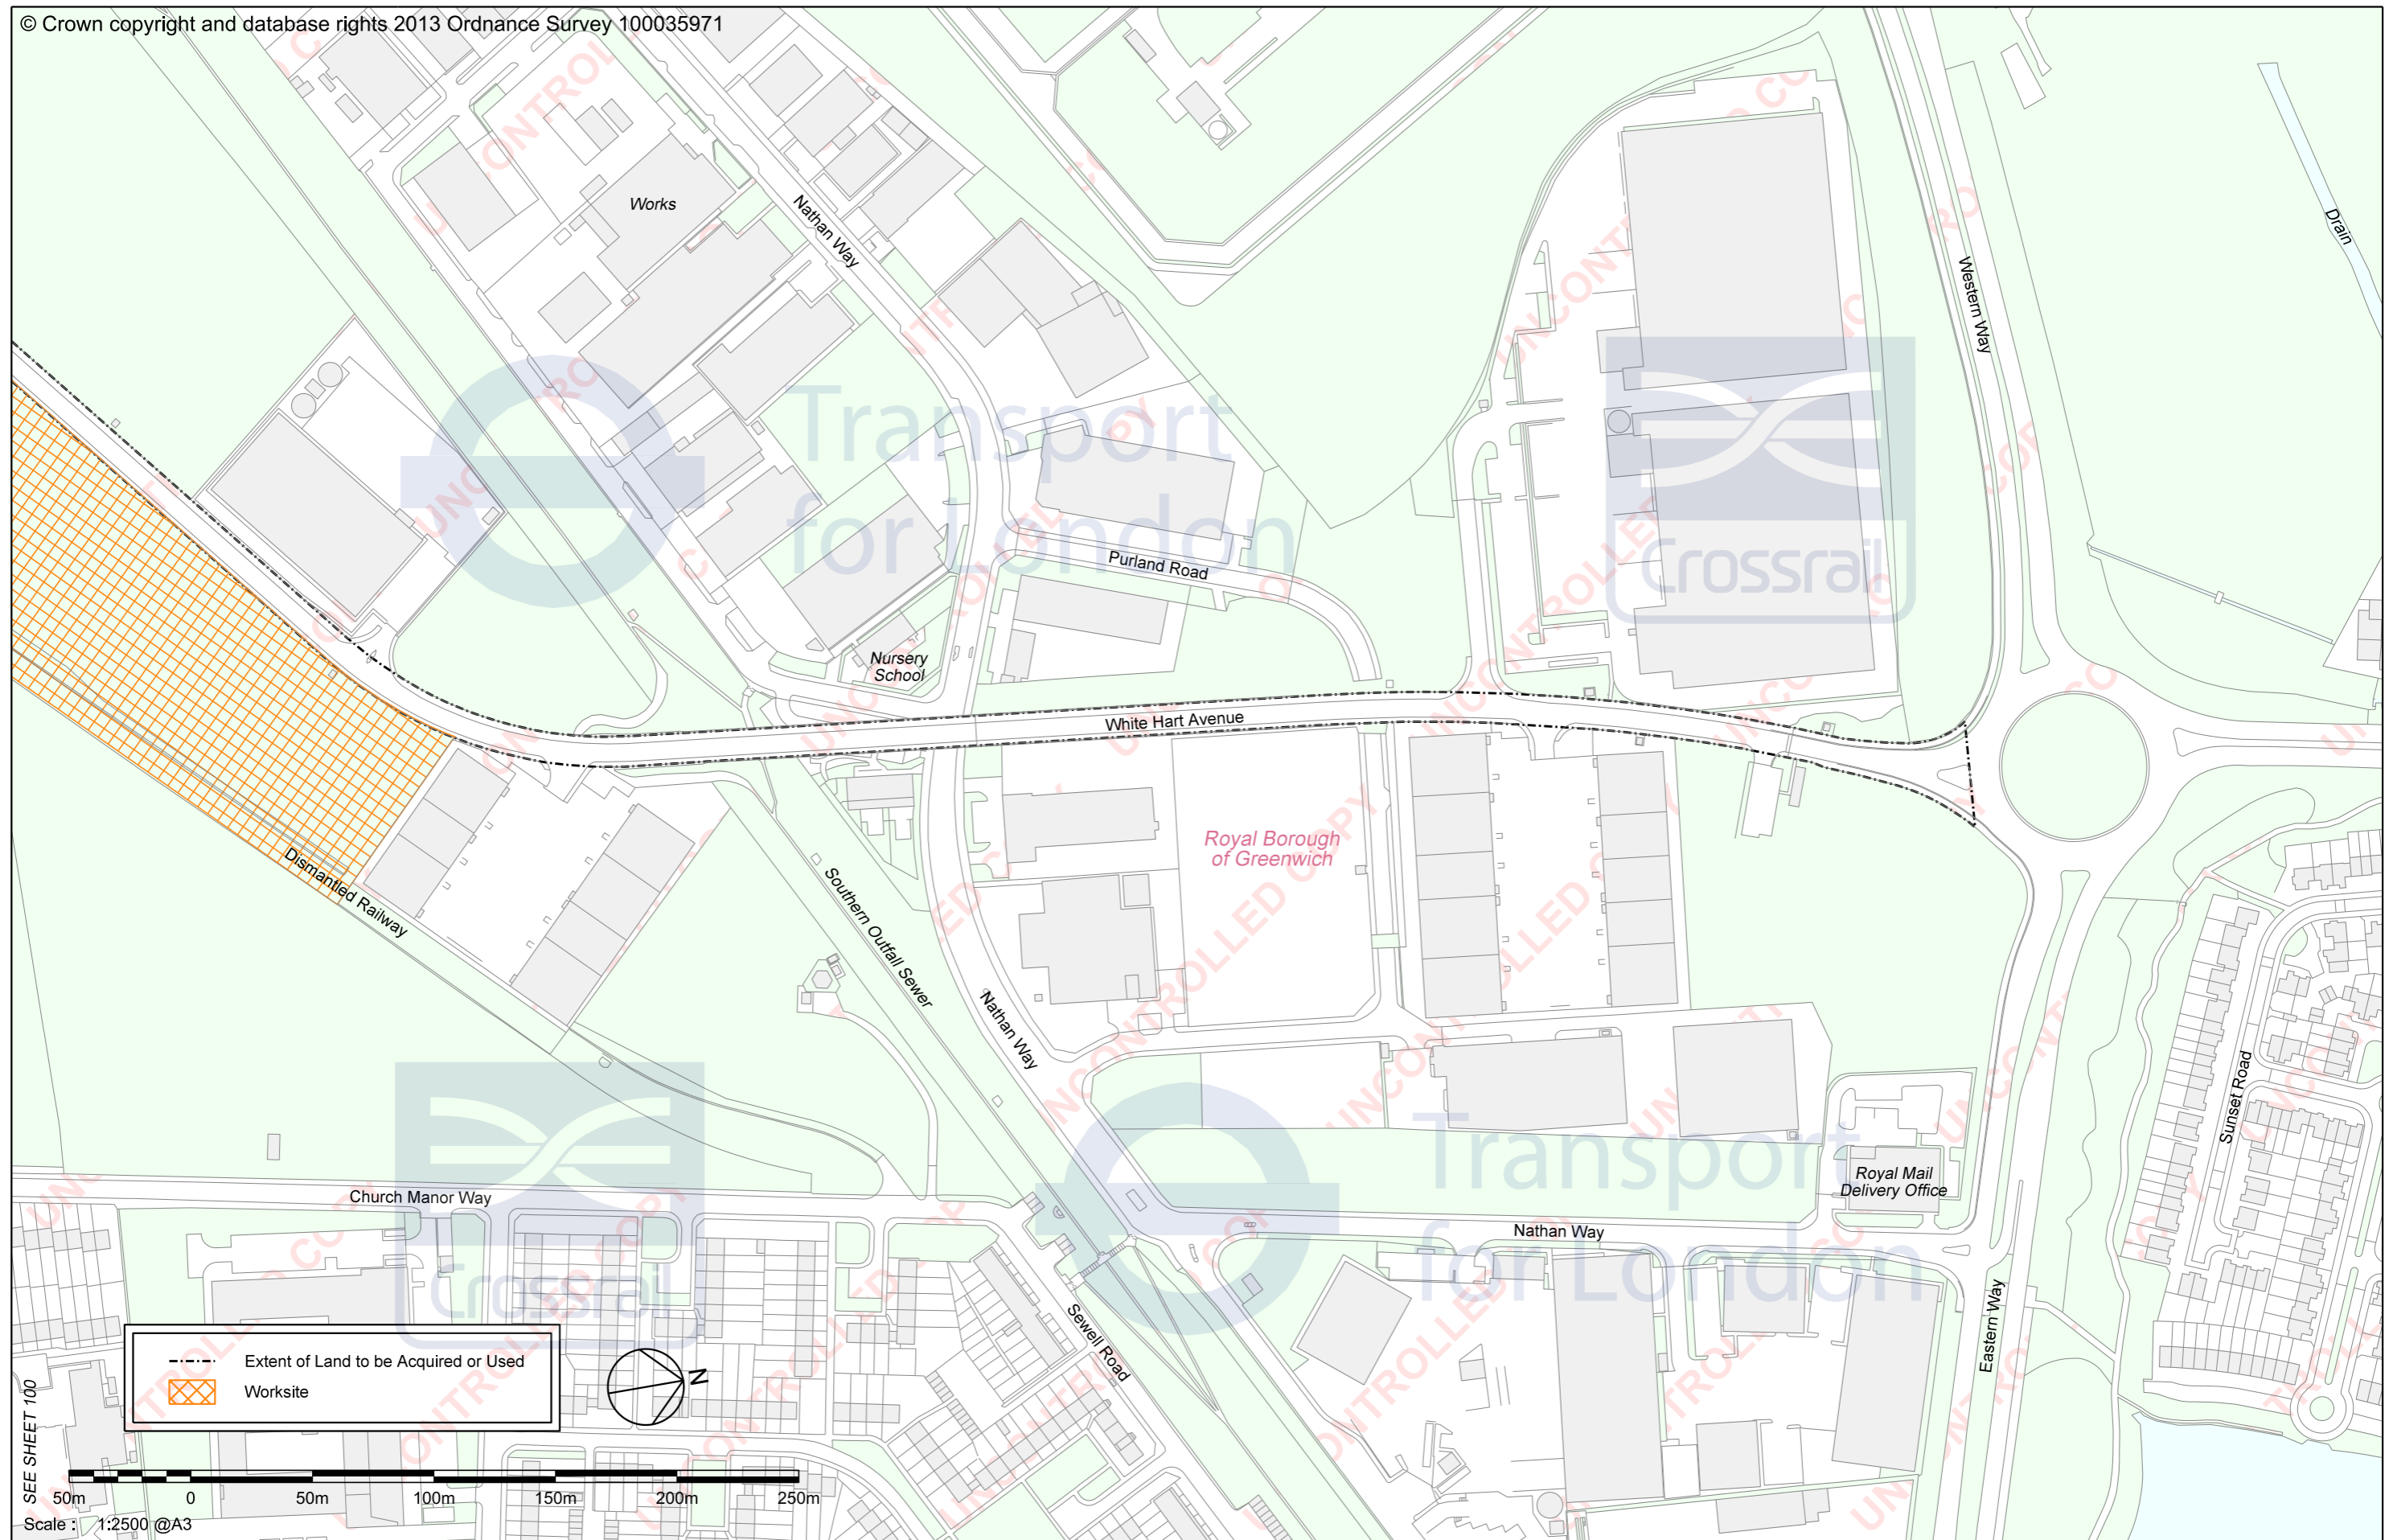 © Crown copyright and database rights 2013 Ordnance Survey 100035971
Works
Nathan Way
Drain
Western Way
Transport
for London
Crossrail
Purland Road
Nursery
School
White Hart Avenue
Royal Borough
of Greenwich
Dismantled Railway
Southern Outfall Sewer
Nathan Way
Sunset Road
Transport
for London
Royal Mail
Delivery Office
Church Manor Way
Nathan Way
Crossrail
Eastern Way
Sewell Road
Extent of Land to be Acquired or Used
Worksite
N
SEE SHEET 100
50m 0 50m 100m 150m 200m 250m
Scale : 1:2500 @A3
UNCONTROLLED COPY